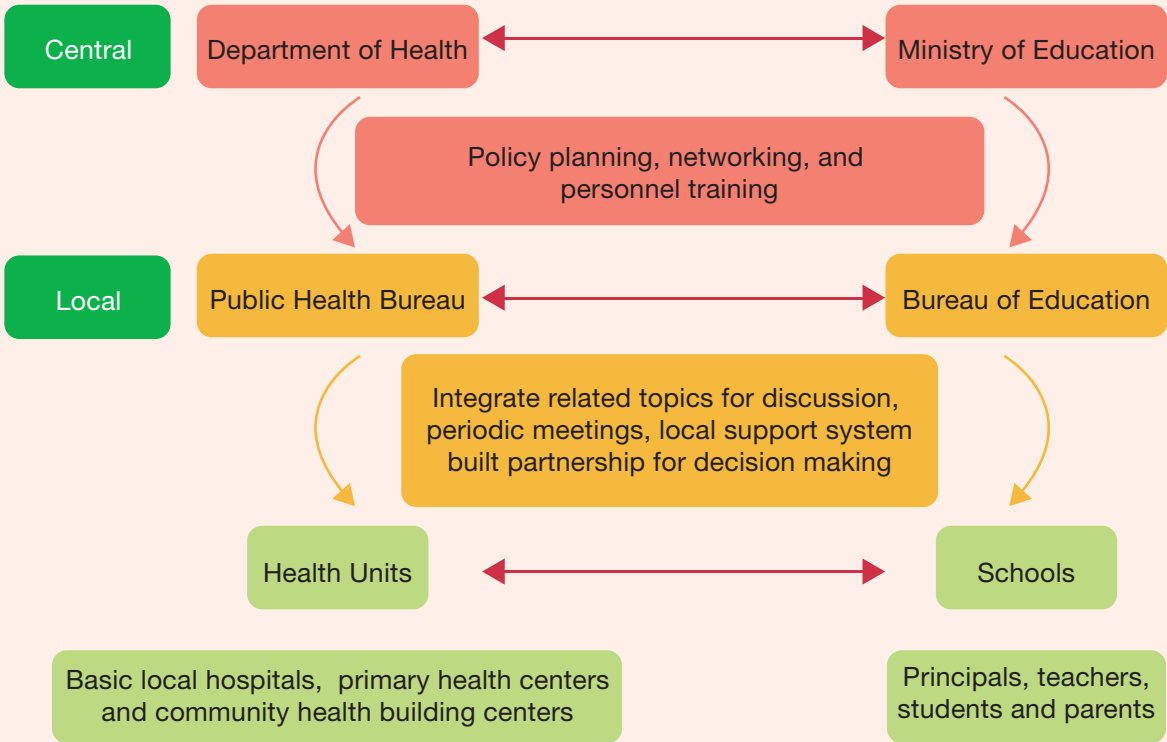 Central
Department of Health
Ministry of Education
Policy planning, networking, and
personnel training
Local
Public Health Bureau
Bureau of Education
Integrate related topics for discussion,
periodic meetings, local support system
built partnership for decision making
Health Units
Schools
Basic local hospitals,  primary health centers
and community health building centers
Principals, teachers,
students and parents